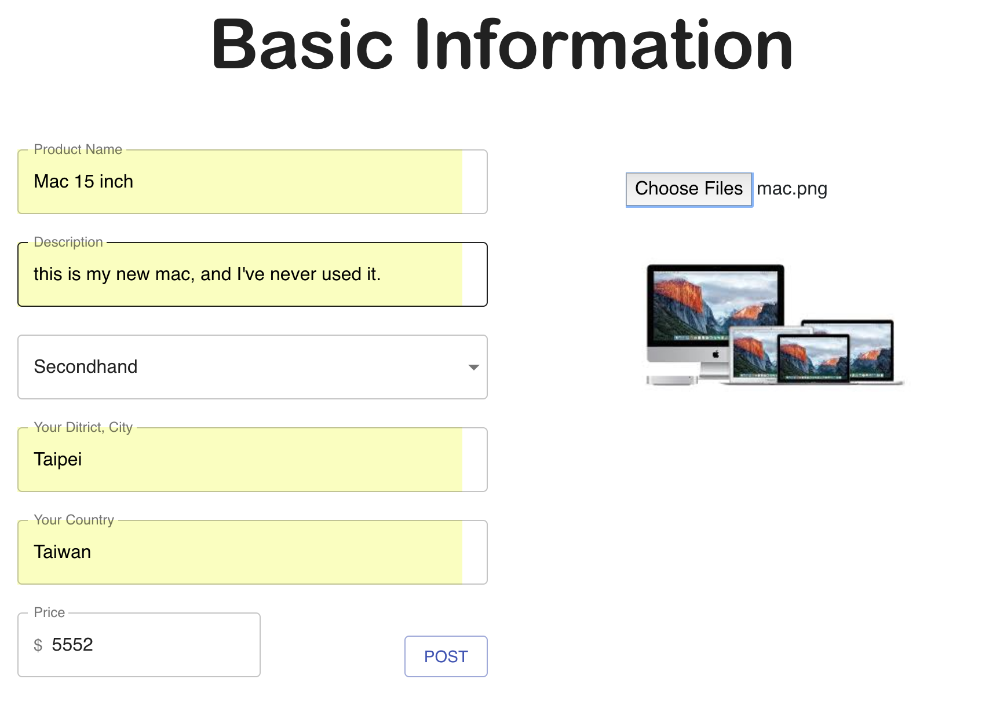 Basic Information
Product Name
Mac 15 inch
Choose Files mac.png
Description
this is my new mac, and I've never used it.
Secondhand
Your Ditrict, City
Taipei
Your Country
Taiwan
Price
$ 5552
POST